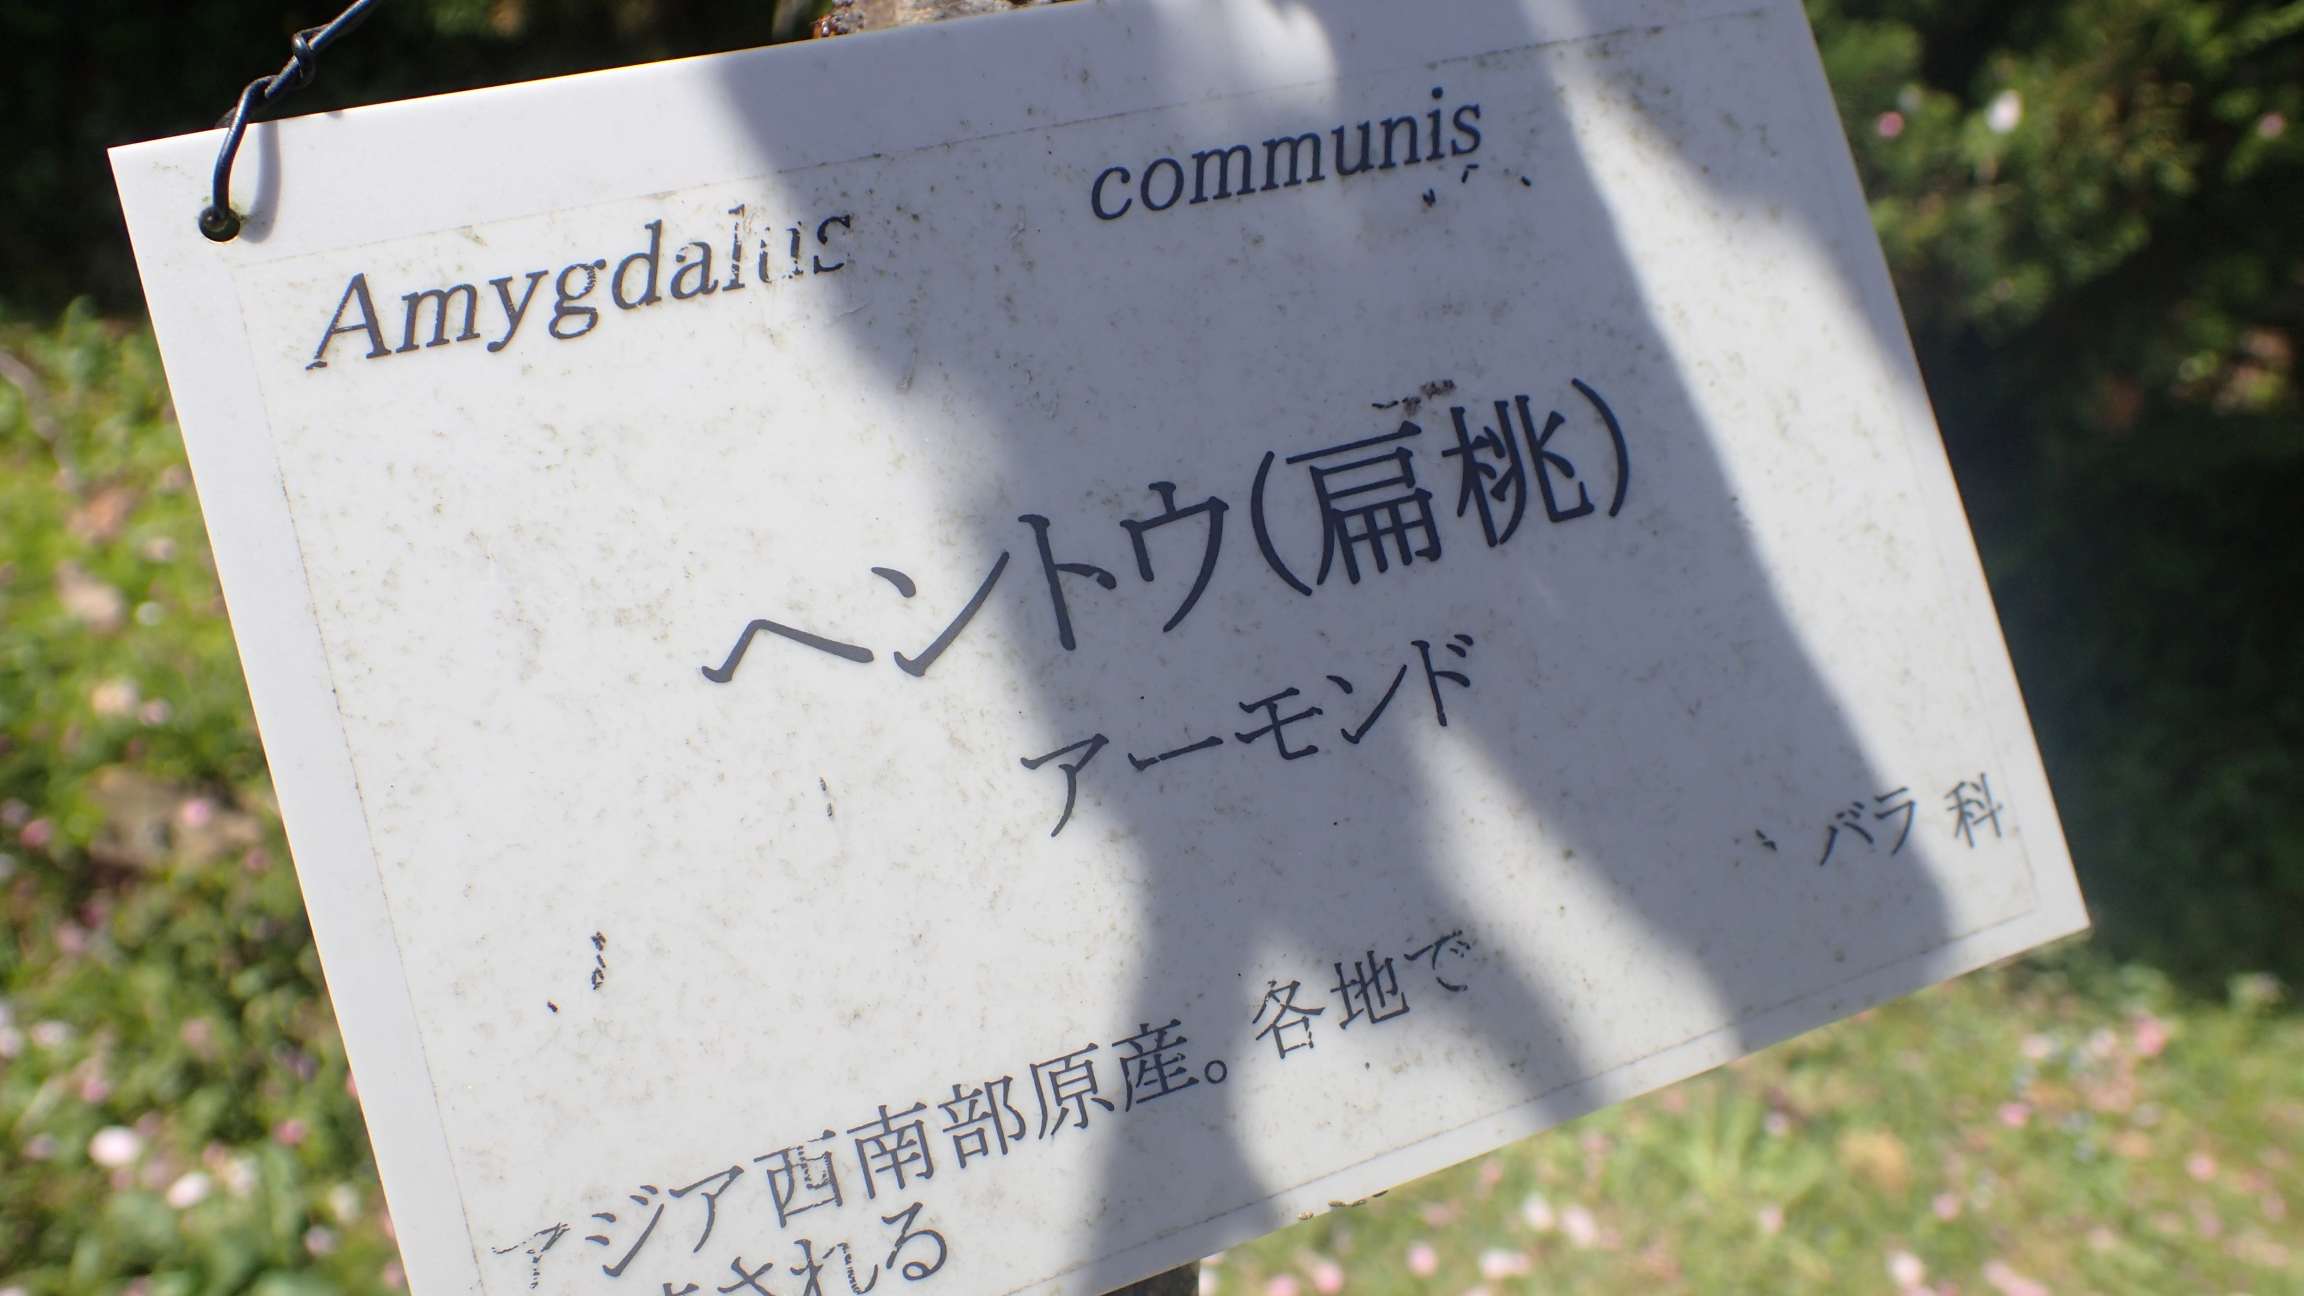 Amygdalus communis
ヘントウ(扁桃)
アーモンド
バラ科
アジア西南部原産。各地で
される